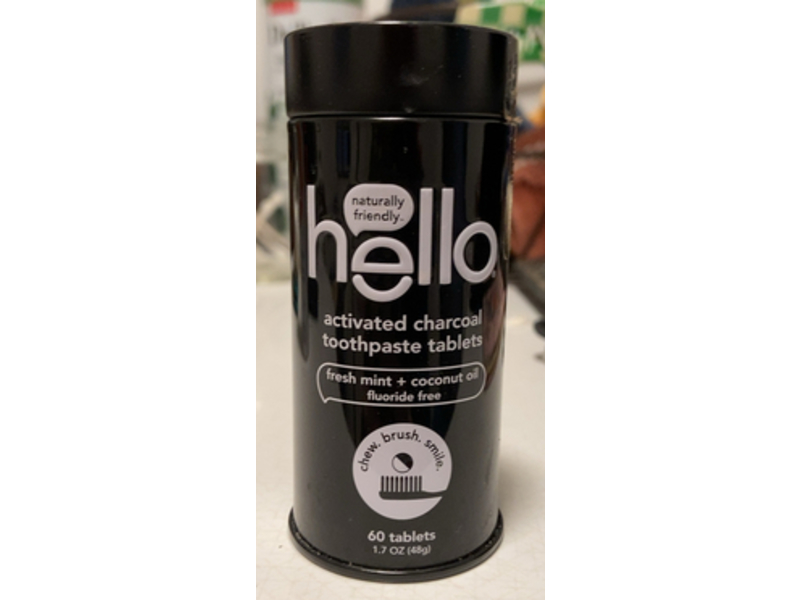 naturally
friendly.
hello®
activated charcoal
toothpaste tablets
fresh mint + coconut oil
fluoride free
chew. brush. smile.
60 tablets
1.7 OZ (48g)